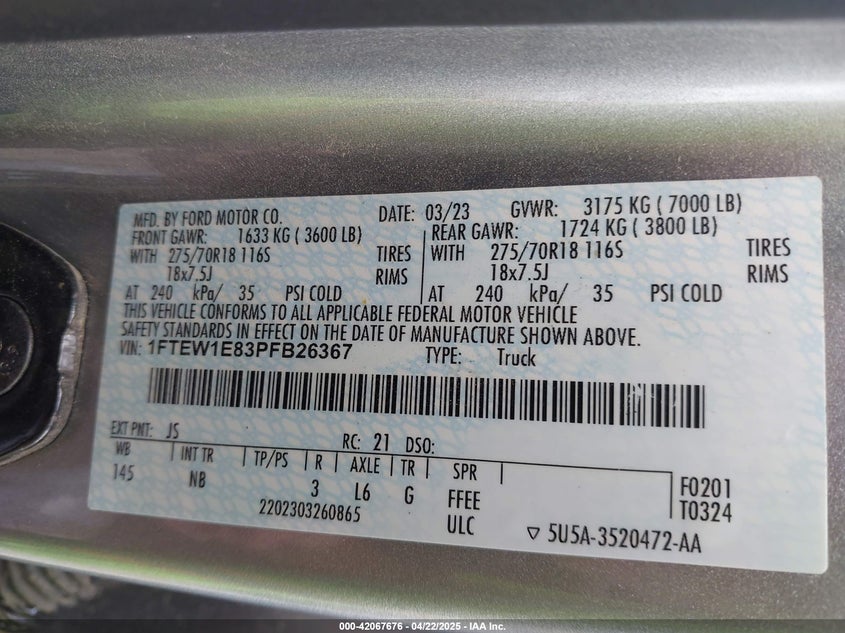 MFD. BY FORD MOTOR CO. DATE: 03/23 GVWR: 3175 KG ( 7000 LB)
FRONT GAWR: 1633 KG ( 3600 LB) REAR GAWR: 1724 KG ( 3800 LB)
WITH 275/70R18 116S TIRES WITH 275/70R18 116S TIRES
18x7.5J RIMS 18x7.5J RIMS
AT 240 kPa/ 35 PSI COLD AT 240 kPa/ 35 PSI COLD
THIS VEHICLE CONFORMS TO ALL APPLICABLE FEDERAL MOTOR VEHICLE
SAFETY STANDARDS IN EFFECT ON THE DATE OF MANUFACTURE SHOWN ABOVE.
VIN: 1FTEW1E83PFB26367 TYPE: Truck
EXT PNT: JS RC: 21 DSO:
WB INT TR TP/PS R AXLE TR SPR
145 NB 3 L6 G FFEE F0201
2202303260865 ULC T0324
▽ 5U5A-3520472-AA
000-42067676 - 04/22/2025 - IAA Inc.